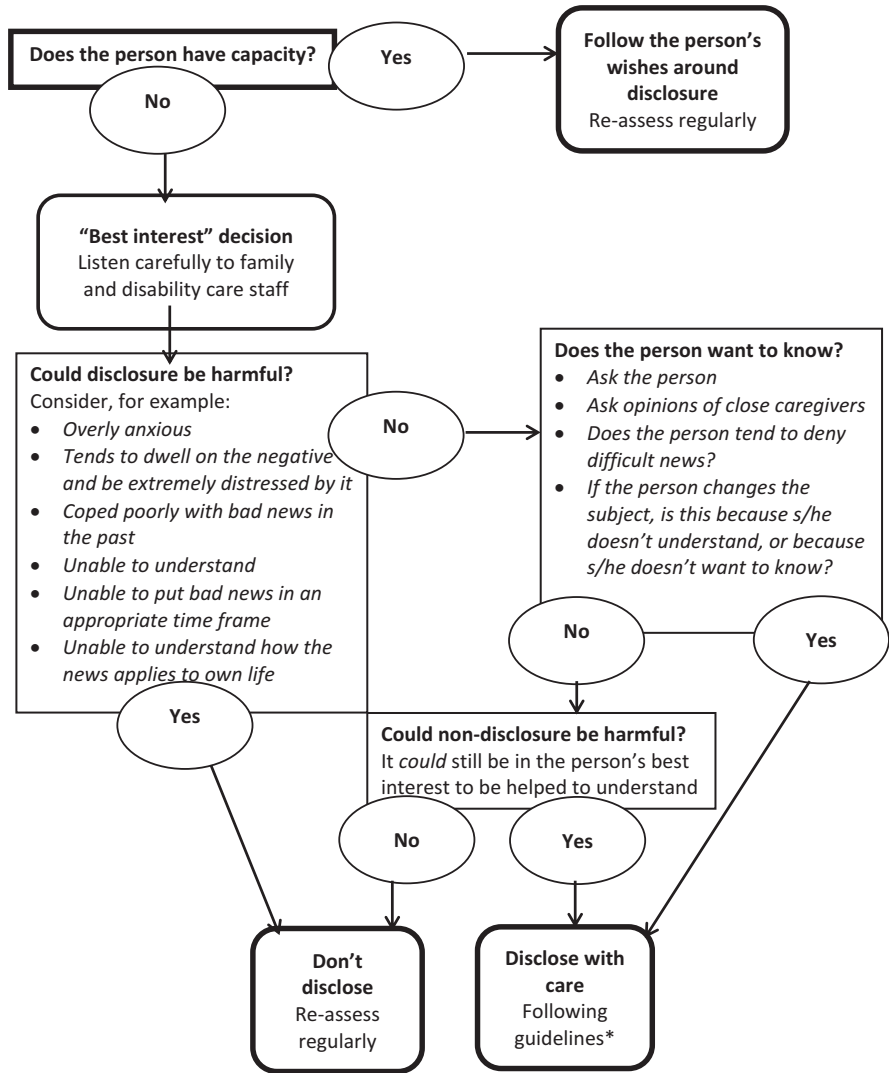 Does the person have capacity?
Yes
Follow the person’s
wishes around
disclosure
Re-assess regularly
No
“Best interest” decision
Listen carefully to family
and disability care staff
Could disclosure be harmful?
Consider, for example:
• Overly anxious
• Tends to dwell on the negative
and be extremely distressed by it
• Coped poorly with bad news in
the past
• Unable to understand
• Unable to put bad news in an
appropriate time frame
• Unable to understand how the
news applies to own life
No
Does the person want to know?
• Ask the person
• Ask opinions of close caregivers
• Does the person tend to deny
difficult news?
• If the person changes the
subject, is this because s/he
doesn’t understand, or because
s/he doesn’t want to know?
No
Yes
Yes
Could non-disclosure be harmful?
It could still be in the person’s best
interest to be helped to understand
No
Yes
Don’t
disclose
Re-assess
regularly
Disclose with
care
Following
guidelines*